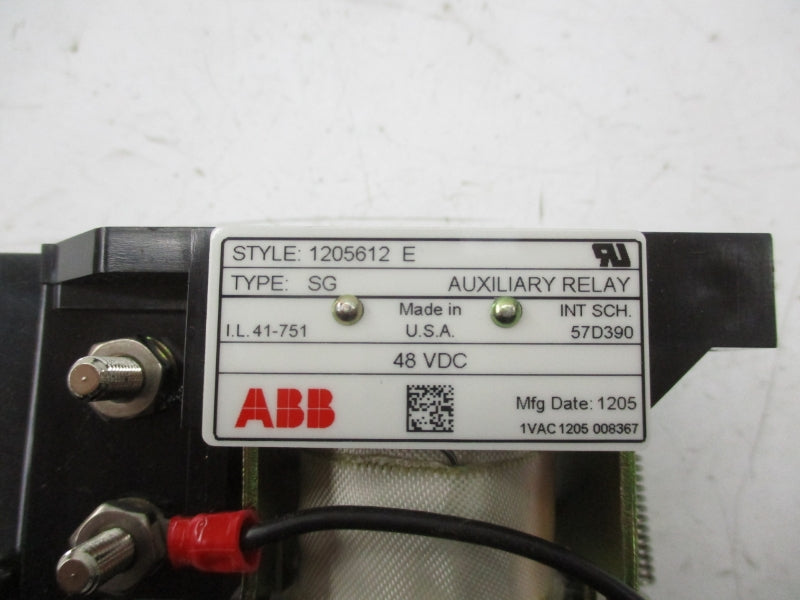 STYLE: 1205612 E
TYPE: SG AUXILIARY RELAY
I.L. 41-751
Made in
U.S.A.
INT SCH.
57D390
48 VDC
ABB
Mfg Date: 1205
1VAC 1205 008367